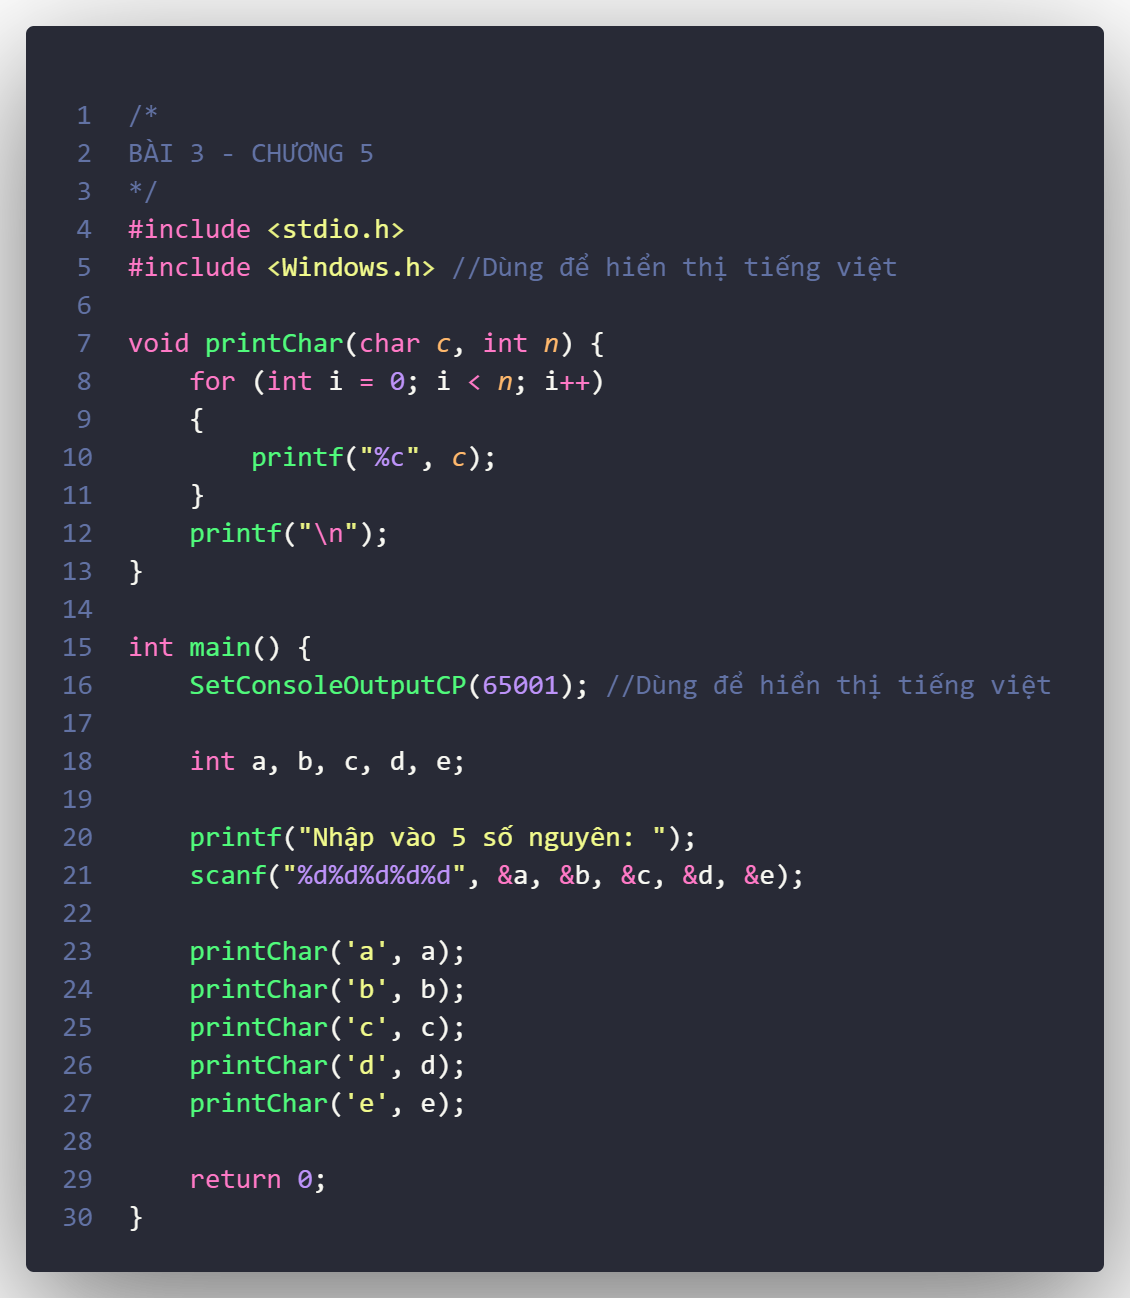 1 /*
2 BÀI 3 - CHƯƠNG 5
3 */
4 #include <stdio.h>
5 #include <Windows.h> //Dùng để hiển thị tiếng việt
6
7 void printChar(char c, int n) {
8     for (int i = 0; i < n; i++)
9     {
10         printf("%c", c);
11     }
12     printf("\n");
13 }
14
15 int main() {
16     SetConsoleOutputCP(65001); //Dùng để hiển thị tiếng việt
17
18     int a, b, c, d, e;
19
20     printf("Nhập vào 5 số nguyên: ");
21     scanf("%d%d%d%d%d", &a, &b, &c, &d, &e);
22
23     printChar('a', a);
24     printChar('b', b);
25     printChar('c', c);
26     printChar('d', d);
27     printChar('e', e);
28
29     return 0;
30 }